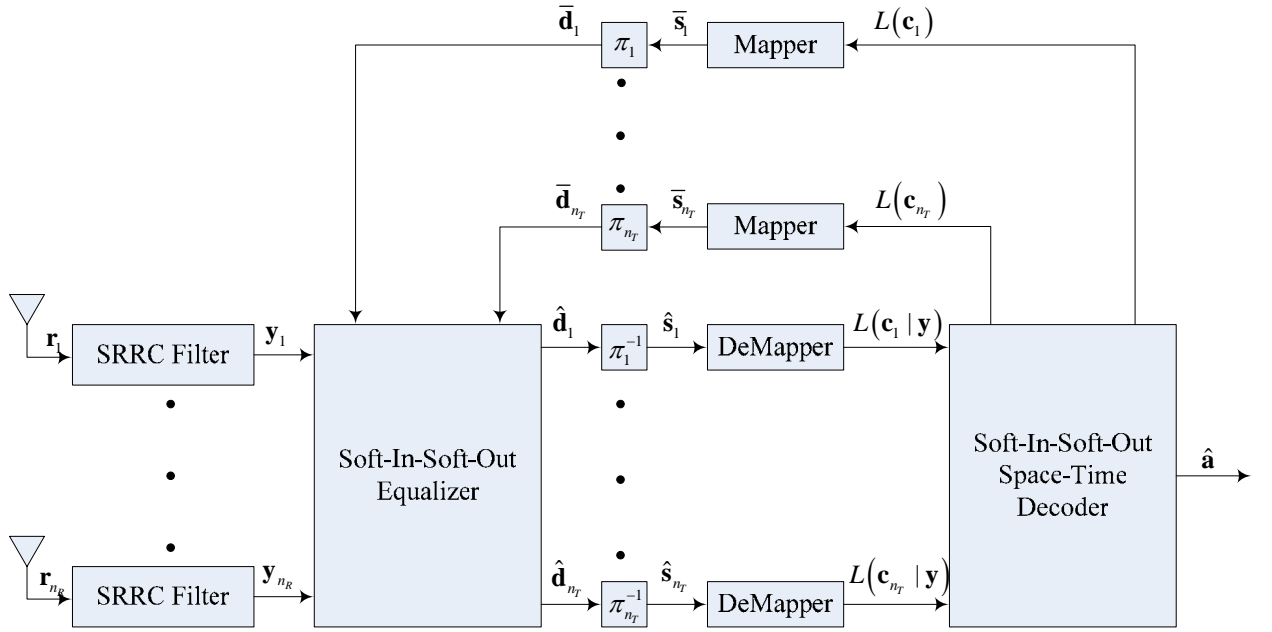 d̄₁
π₁
s̄₁
Mapper
L(c₁)
d̄_{n_T}
π_{n_T}
s̄_{n_T}
Mapper
L(c_{n_T})
r₁
SRRC Filter
y₁
Soft-In-Soft-Out
Equalizer
d̂₁
π₁⁻¹
ŝ₁
DeMapper
L(c₁ | y)
Soft-In-Soft-Out
Space-Time
Decoder
â
r_{n_R}
SRRC Filter
y_{n_R}
d̂_{n_T}
π_{n_T}⁻¹
ŝ_{n_T}
DeMapper
L(c_{n_T} | y)